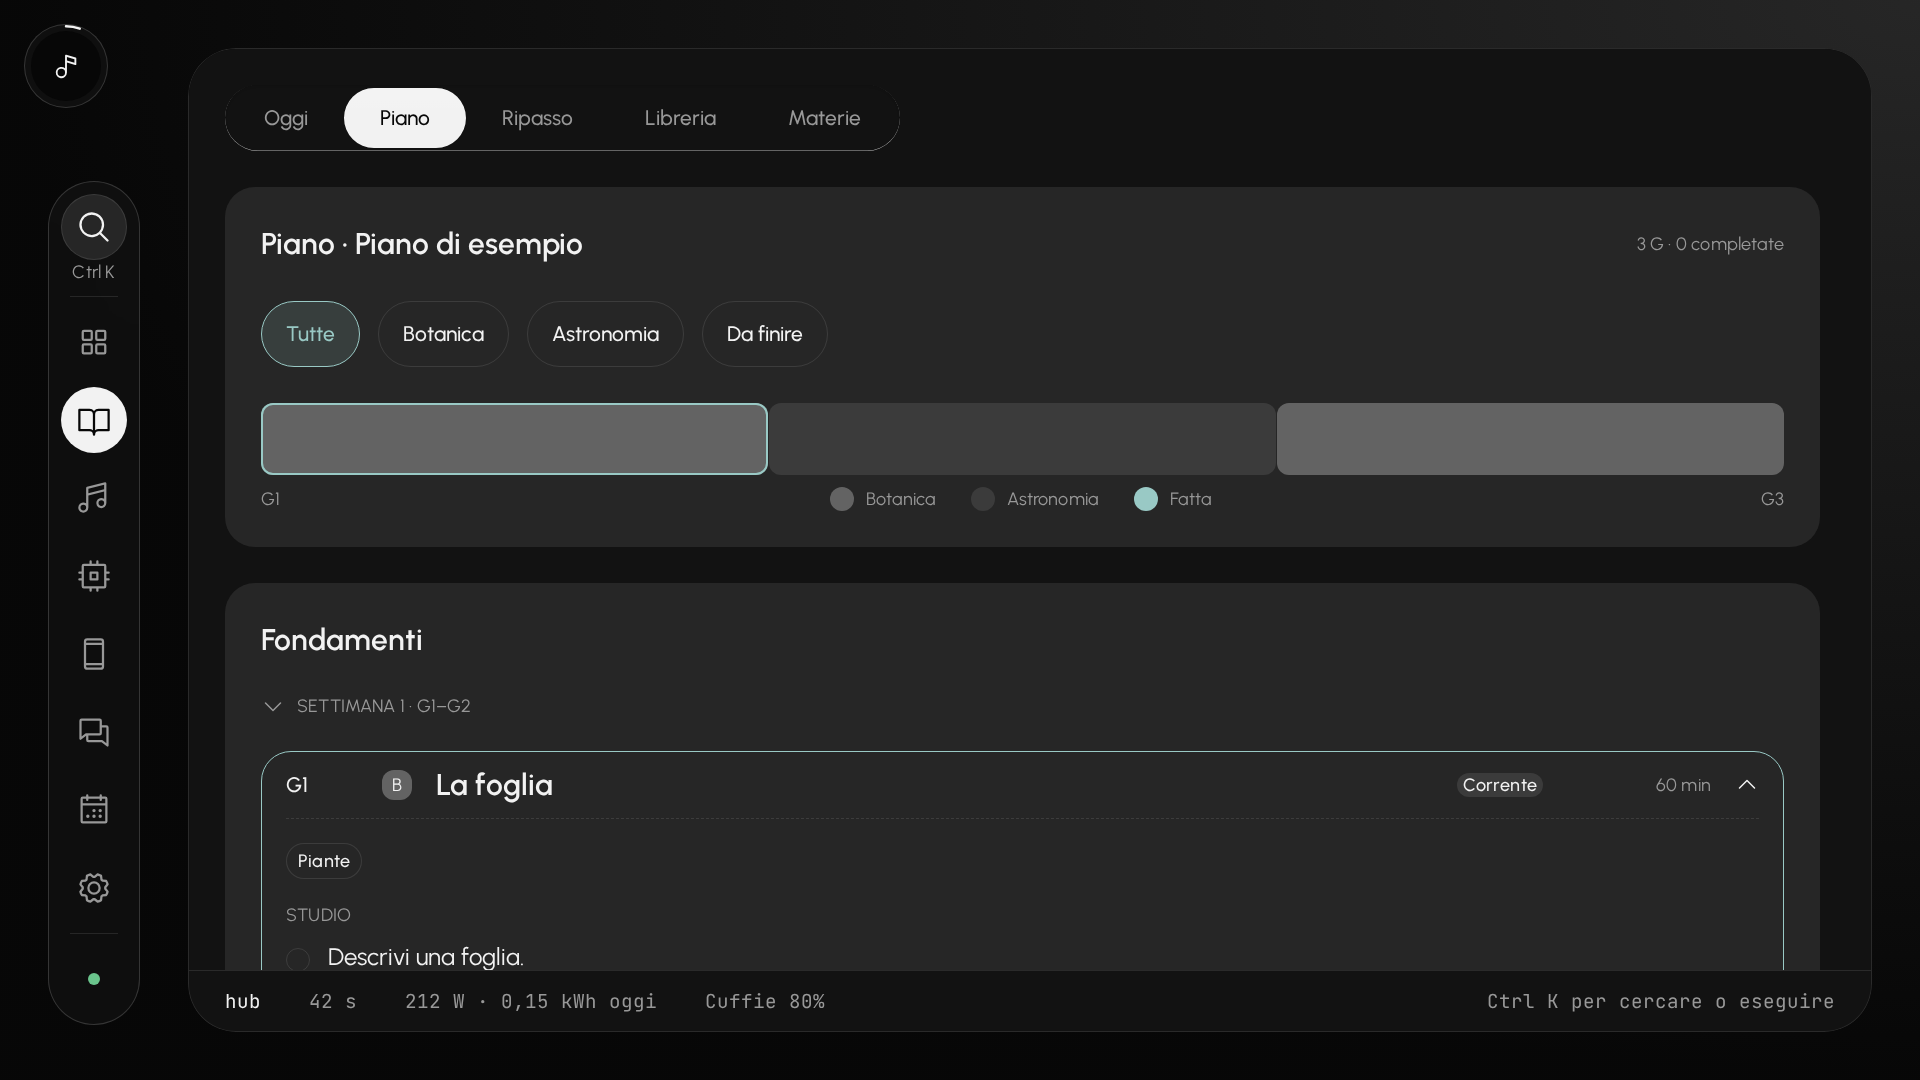 Oggi
Piano
Ripasso
Libreria
Materie
Ctrl K
Piano · Piano di esempio
3 G · 0 completate
Tutte
Botanica
Astronomia
Da finire
G1
Botanica
Astronomia
Fatta
G3
Fondamenti
SETTIMANA 1 · G1–G2
G1
B
La foglia
Corrente
60 min
Piante
STUDIO
Descrivi una foglia.
hub
42 s
212 W · 0,15 kWh oggi
Cuffie 80%
Ctrl K per cercare o eseguire